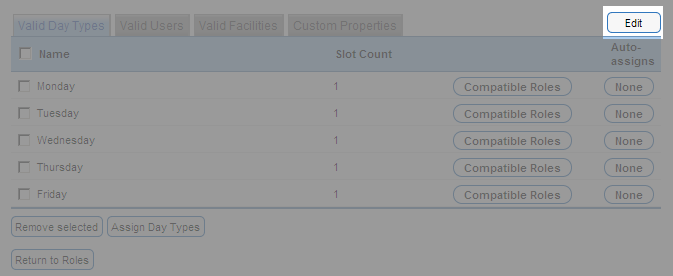 Valid Day Types Valid Users Valid Facilities Custom Properties Edit
Name Slot Count Auto-assigns
Monday 1 Compatible Roles None
Tuesday 1 Compatible Roles None
Wednesday 1 Compatible Roles None
Thursday 1 Compatible Roles None
Friday 1 Compatible Roles None
Remove selected Assign Day Types
Return to Roles